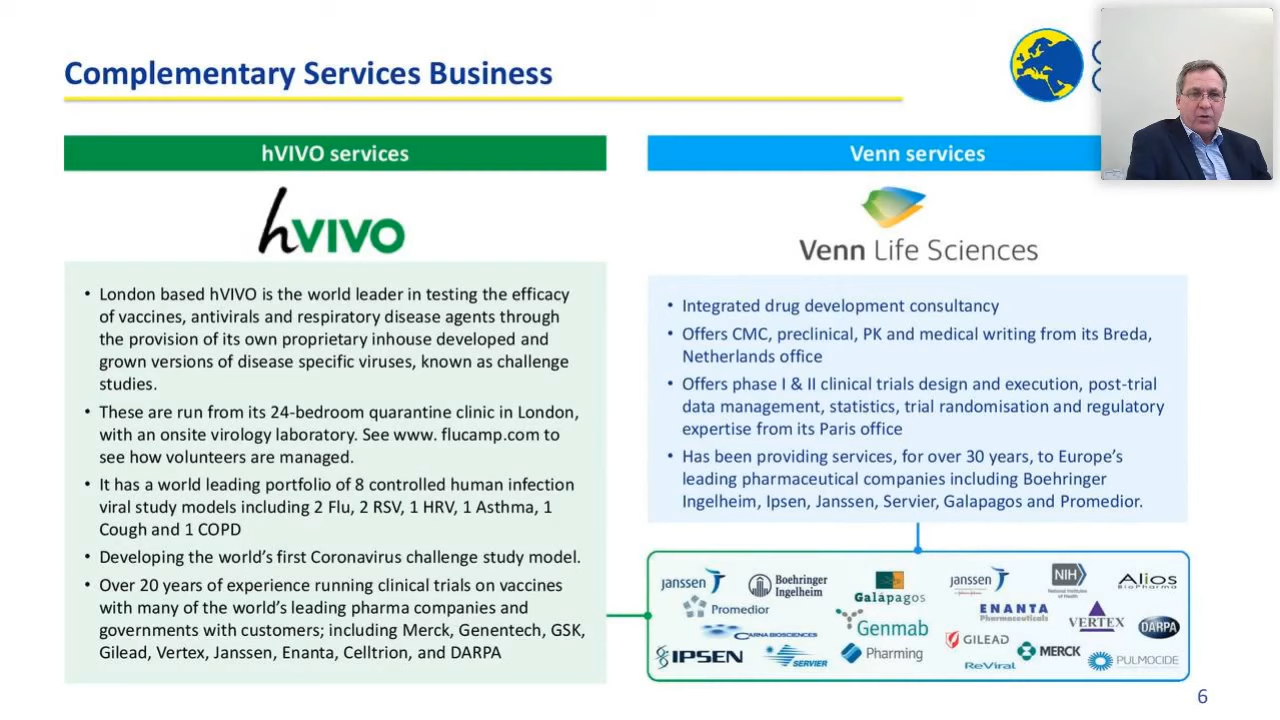 Complementary Services Business
hVIVO services
hVIVO
• London based hVIVO is the world leader in testing the efficacy
of vaccines, antivirals and respiratory disease agents through
the provision of its own proprietary inhouse developed and
grown versions of disease specific viruses, known as challenge
studies.
• These are run from its 24-bedroom quarantine clinic in London,
with an onsite virology laboratory. See www. flucamp.com to
see how volunteers are managed.
• It has a world leading portfolio of 8 controlled human infection
viral study models including 2 Flu, 2 RSV, 1 HRV, 1 Asthma, 1
Cough and 1 COPD
• Developing the world's first Coronavirus challenge study model.
• Over 20 years of experience running clinical trials on vaccines
with many of the world's leading pharma companies and
governments with customers; including Merck, Genentech, GSK,
Gilead, Vertex, Janssen, Enanta, Celltrion, and DARPA
Venn services
Venn Life Sciences
• Integrated drug development consultancy
• Offers CMC, preclinical, PK and medical writing from its Breda,
Netherlands office
• Offers phase I & II clinical trials design and execution, post-trial
data management, statistics, trial randomisation and regulatory
expertise from its Paris office
• Has been providing services, for over 30 years, to Europe's
leading pharmaceutical companies including Boehringer
Ingelheim, Ipsen, Janssen, Servier, Galapagos and Promedior.
janssen
Boehringer
Ingelheim
Galapagos
janssen
NIH
National Institutes
of Health
Alios
BIOPHARMA
Promedior
Genmab
ENANTA
Pharmaceuticals
VERTEX
DARPA
CARNA BIOSCIENCES
GILEAD
IPSEN
SERVIER
Pharming
MERCK
ReViral
PULMOCIDE
6